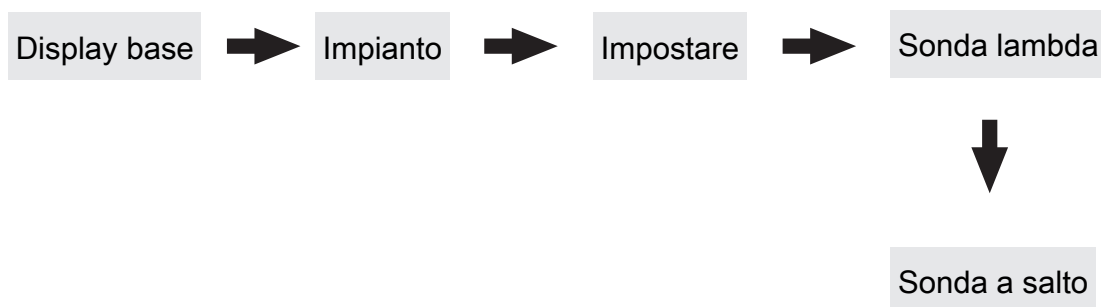 Display base
Impianto
Impostare
Sonda lambda
Sonda a salto